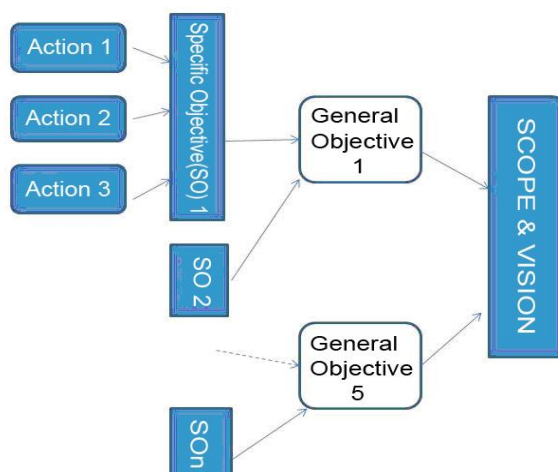 Action 1
Action 2
Action 3
Specific Objective(SO) 1
SO 2
SOn
General
Objective
1
General
Objective
5
SCOPE & VISION